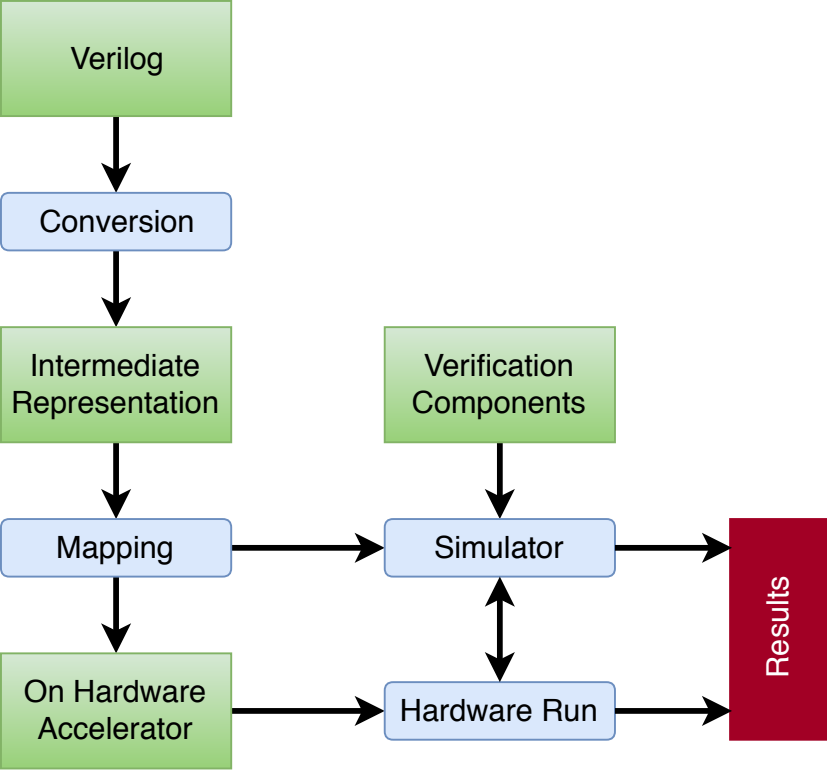 Verilog
Conversion
Intermediate
Representation
Verification
Components
Mapping
Simulator
Results
On Hardware
Accelerator
Hardware Run